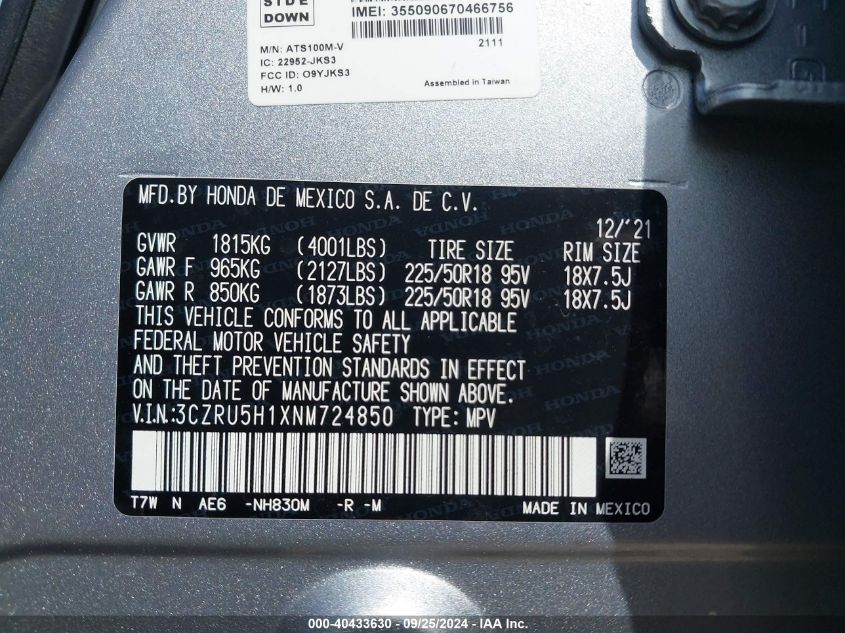 SIDE
DOWN
IMEI: 355090670466756
2111
M/N: ATS100M-V
IC: 22952-JKS3
FCC ID: O9YJKS3
H/W: 1.0
Assembled in Taiwan
MFD.BY HONDA DE MEXICO S.A. DE C.V.
12/'21
GVWR 1815KG (4001LBS) TIRE SIZE RIM SIZE
GAWR F 965KG (2127LBS) 225/50R18 95V 18X7.5J
GAWR R 850KG (1873LBS) 225/50R18 95V 18X7.5J
THIS VEHICLE CONFORMS TO ALL APPLICABLE
FEDERAL MOTOR VEHICLE SAFETY
AND THEFT PREVENTION STANDARDS IN EFFECT
ON THE DATE OF MANUFACTURE SHOWN ABOVE.
V.I.N.:3CZRU5H1XNM724850 TYPE: MPV
T7W N AE6 -NH830M -R -M MADE IN MEXICO
000-40433630 - 09/25/2024 - IAA Inc.